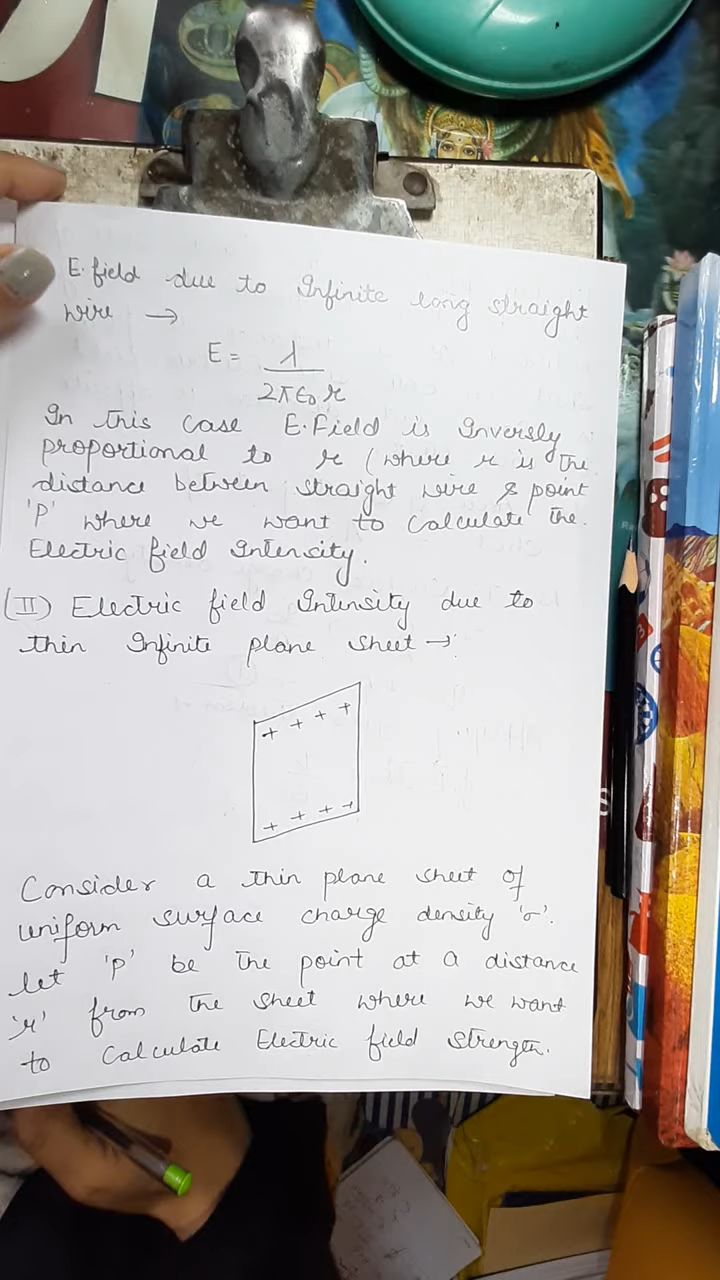 E.field due to Infinite long straight
wire →
E = λ / 2πϵ₀r
In this case E.Field is Inversly
proportional to r (where r is the
distance between straight wire & point
'P' where we want to calculate the
Electric field Intensity.
(II) Electric field Intensity due to
thin Infinite plane sheet →
+ + + +
+ + + +
Consider a thin plane sheet of
uniform surface charge density 'σ'.
let 'P' be the point at a distance
'r' from the sheet where we want
to calculate Electric field strength.